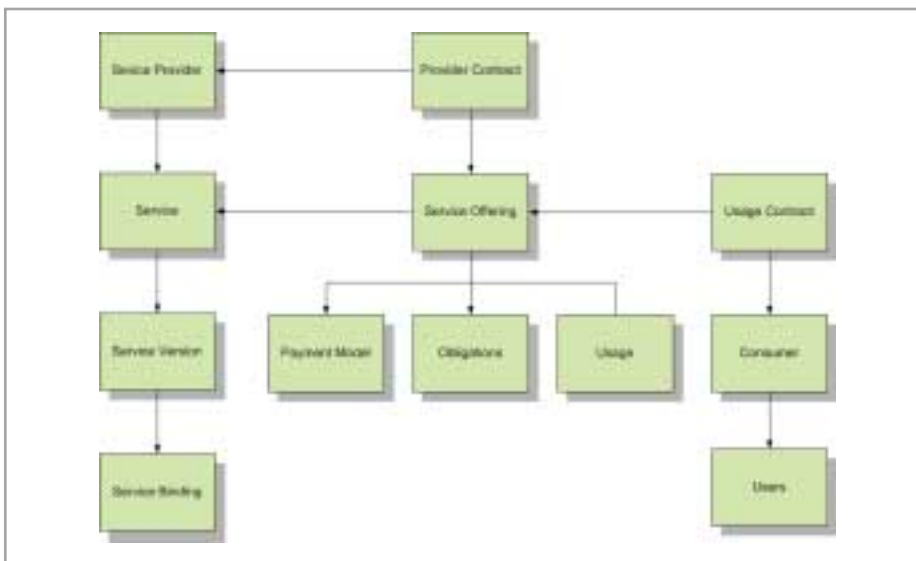 Service Provider
Provider Contract
Service
Service Offering
Usage Contract
Service Version
Payment Model
Obligations
Usage
Consumer
Service Binding
Users